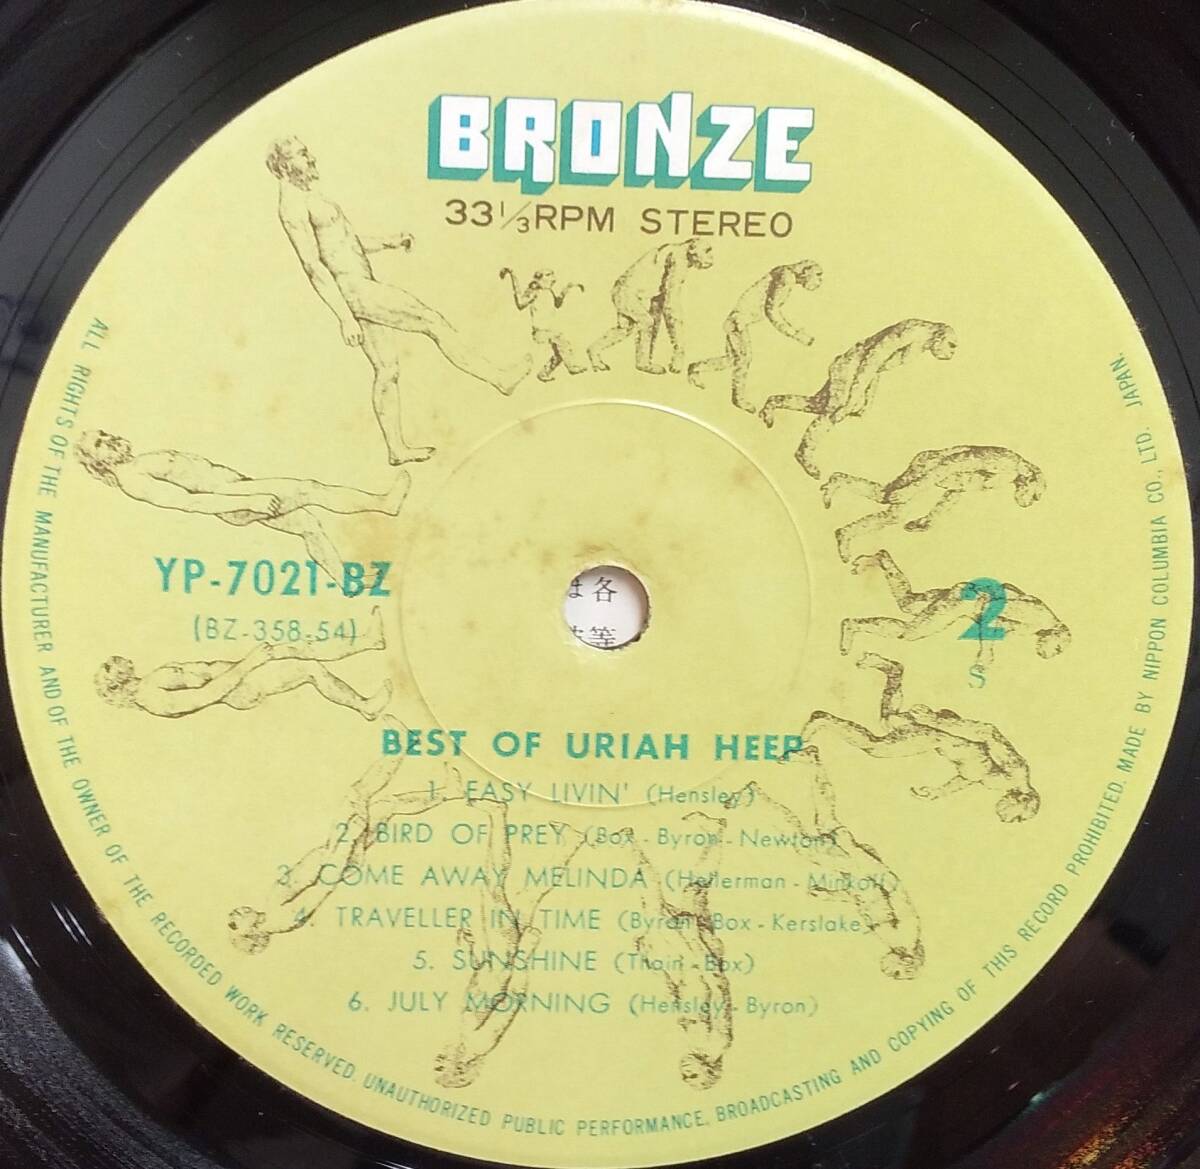 BRONZE
33 1/3 RPM STEREO
YP-7021-BZ
(BZ-358-54)
2
S
は各
等
BEST OF URIAH HEEP
1. EASY LIVIN' (Hensley)
2. BIRD OF PREY (Box - Byron - Newton)
3. COME AWAY MELINDA (Hellerman - Minkoff)
4. TRAVELLER IN TIME (Byron - Box - Kerslake)
5. SUNSHINE (Thain - Box)
6. JULY MORNING (Hensley - Byron)
ALL RIGHTS OF THE MANUFACTURER AND OF THE OWNER OF THE RECORDED WORK RESERVED. UNAUTHORIZED PUBLIC PERFORMANCE, BROADCASTING AND COPYING OF THIS RECORD PROHIBITED. MADE BY NIPPON COLUMBIA CO., LTD. JAPAN.